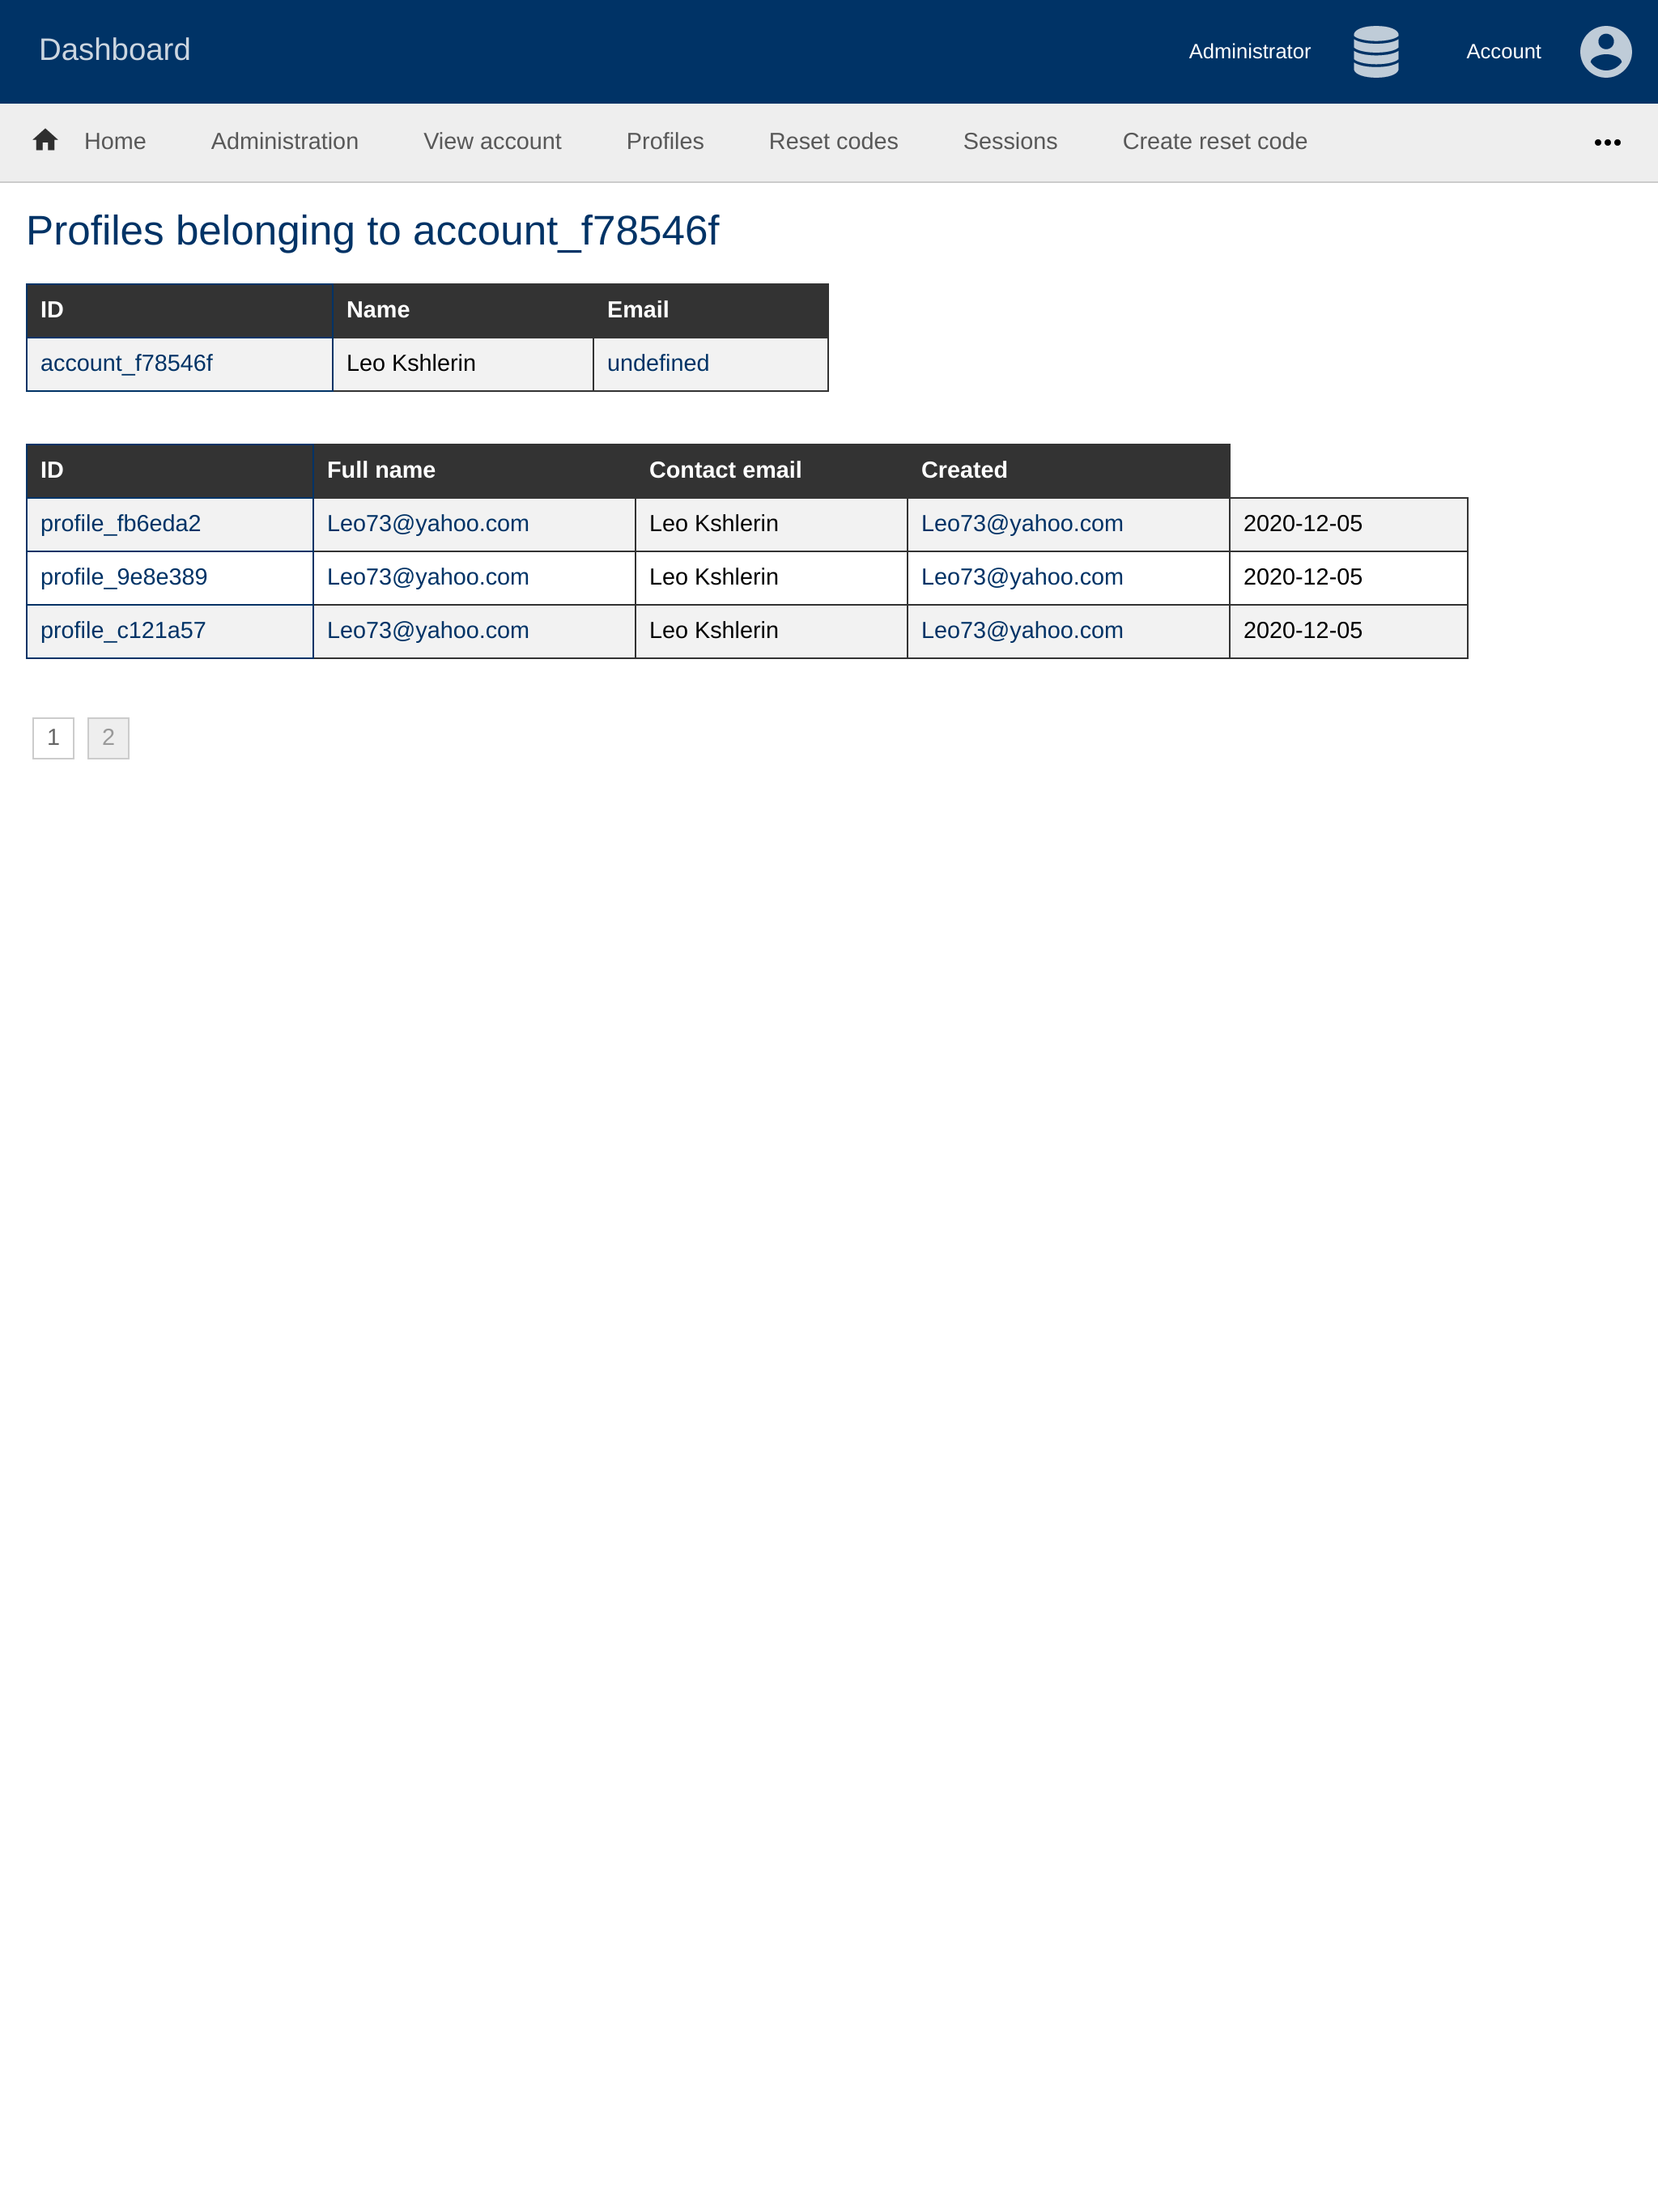 Dashboard
Administrator
Account
Home Administration View account Profiles Reset codes Sessions Create reset code
Profiles belonging to account_f78546f
ID Name Email
account_f78546f Leo Kshlerin undefined
ID Full name Contact email Created
profile_fb6eda2 Leo73@yahoo.com Leo Kshlerin Leo73@yahoo.com 2020-12-05
profile_9e8e389 Leo73@yahoo.com Leo Kshlerin Leo73@yahoo.com 2020-12-05
profile_c121a57 Leo73@yahoo.com Leo Kshlerin Leo73@yahoo.com 2020-12-05
1 2